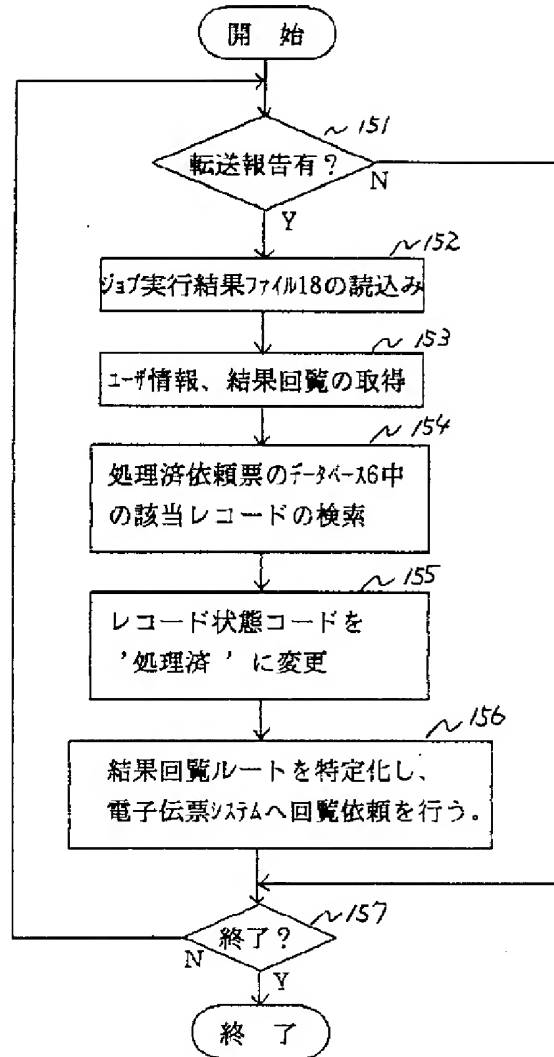 開 始
~151
転送報告有?
N
Y
~152
ジョブ実行結果ファイル18の読込み
~153
ユーザ情報、結果回覧の取得
~154
処理済依頼票のデータベース6中
の該当レコードの検索
~155
レコード状態コードを
’処理済 ’に変更
~156
結果回覧ルートを特定化し、
電子伝票システムへ回覧依頼を行う。
~157
終了?
N
Y
終 了